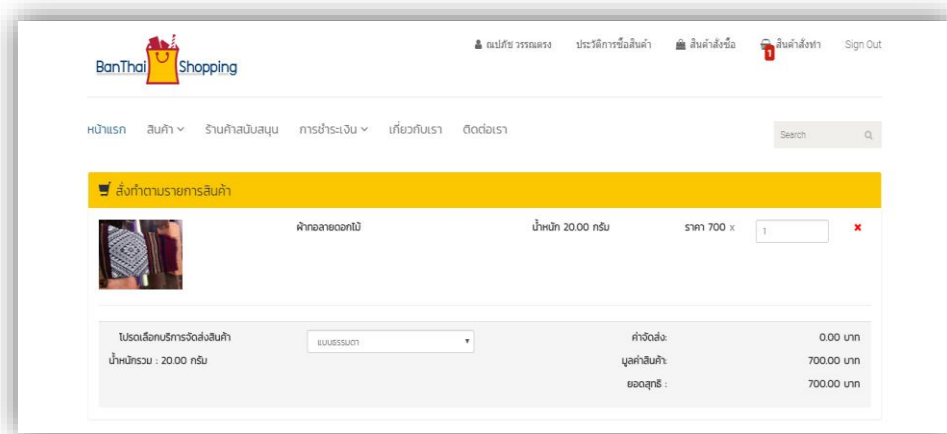 BanThai Shopping
ณปภัช วรรณตรง ประวัติการซื้อสินค้า สินค้าสั่งซื้อ 1 สินค้าสั่งทำ Sign Out
หน้าแรก สินค้า ร้านค้าสนับสนุน การชำระเงิน เกี่ยวกับเรา ติดต่อเรา Search
สั่งทำตามรายการสินค้า
ผ้าทอลายดอกไม้ น้ำหนัก 20.00 กรัม ราคา 700 x 1
โปรดเลือกบริการจัดส่งสินค้า แบบธรรมดา ค่าจัดส่ง: 0.00 บาท
น้ำหนักรวม : 20.00 กรัม มูลค่าสินค้า: 700.00 บาท
ยอดสุทธิ : 700.00 บาท